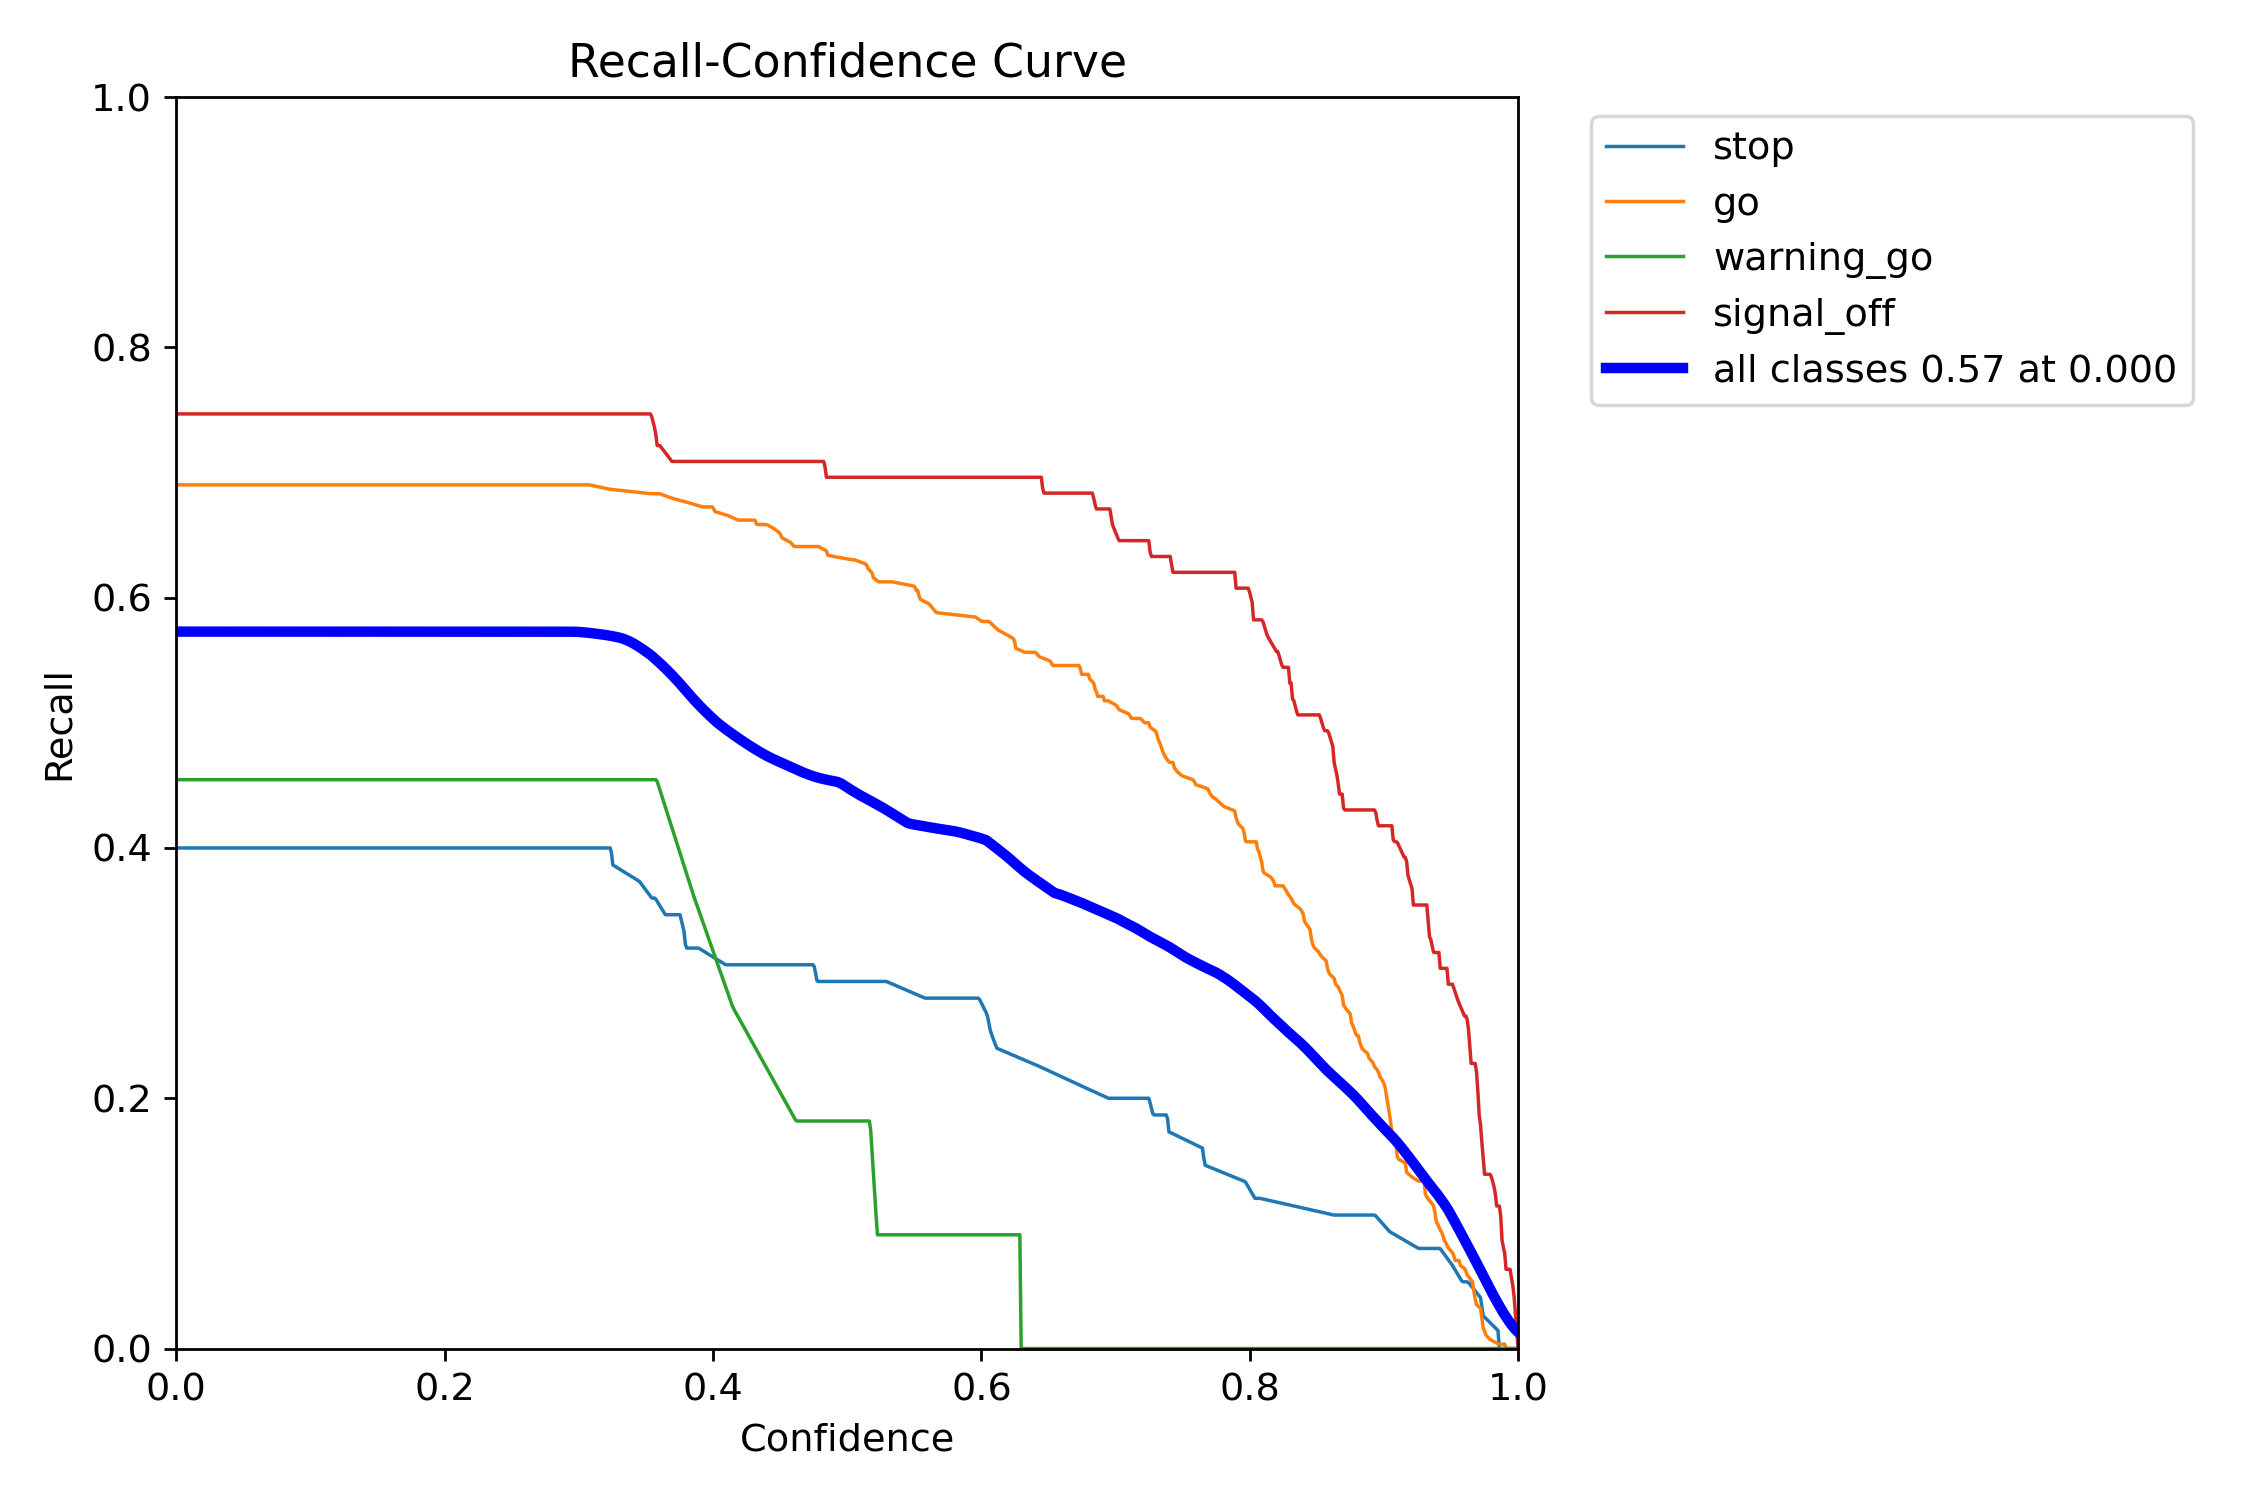 Recall-Confidence Curve
1.0
0.8
0.6
0.4
0.2
0.0
Recall
0.0 0.2 0.4 0.6 0.8 1.0
Confidence
stop
go
warning_go
signal_off
all classes 0.57 at 0.000